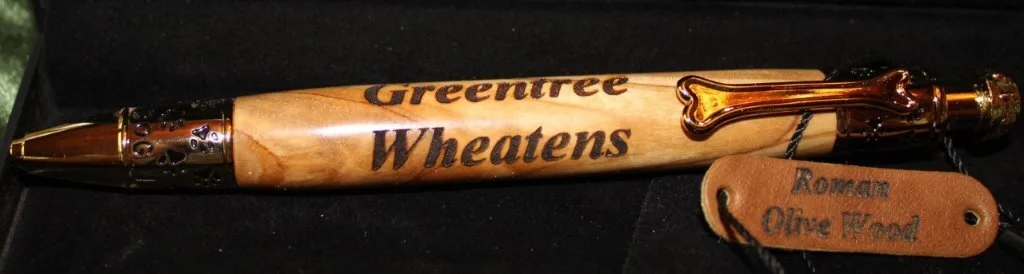 Greentree
Wheatens
Roman
Olive Wood